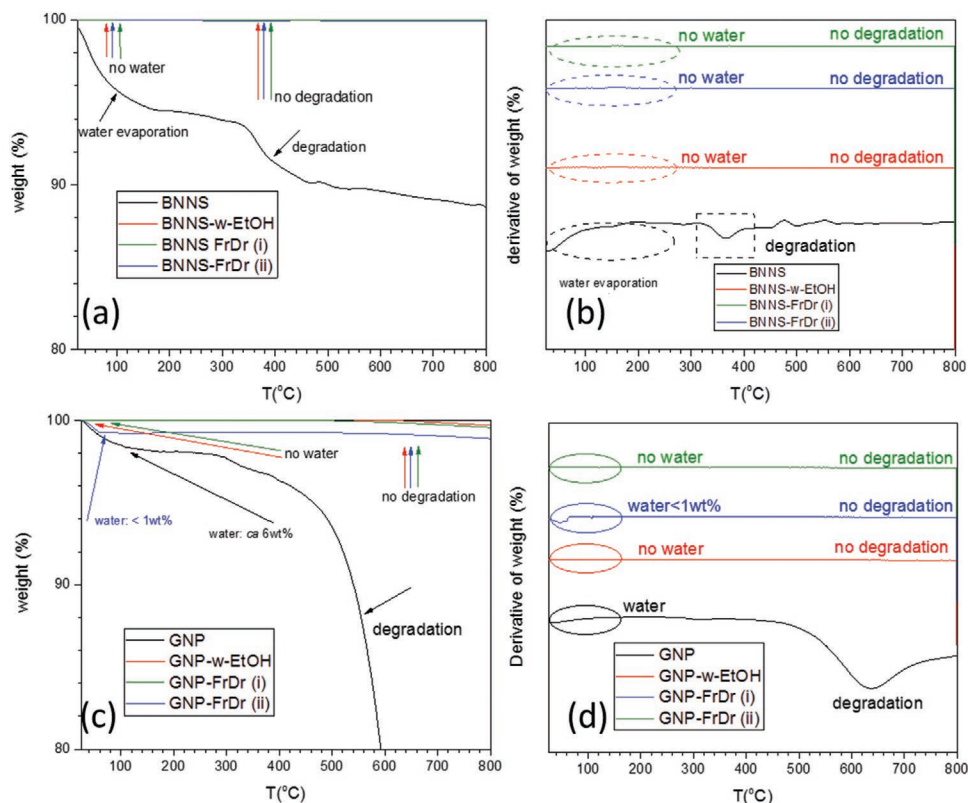 100
no water
no degradation
water evaporation
degradation
90
BNNS
BNNS-w-EtOH
BNNS FrDr (i)
BNNS-FrDr (ii)
(a)
80
weight (%)
100 200 300 400 500 600 700 800
T(°C)
no water no degradation
no water no degradation
no water no degradation
degradation
water evaporation
BNNS
BNNS-w-EtOH
BNNS-FrDr (i)
BNNS-FrDr (ii)
(b)
derivative of weight (%)
100 200 300 400 500 600 700 800
T(°C)
100
no water
no degradation
water: < 1wt%
water: ca 6wt%
90
degradation
GNP
GNP-w-EtOH
GNP-FrDr (i)
GNP-FrDr (ii)
(c)
80
weight (%)
100 200 300 400 500 600 700 800
T(°C)
no water no degradation
water<1wt% no degradation
no water no degradation
water
degradation
GNP
GNP-w-EtOH
GNP-FrDr (i)
GNP-FrDr (ii)
(d)
Derivative of weight (%)
100 200 300 400 500 600 700 800
T(°C)